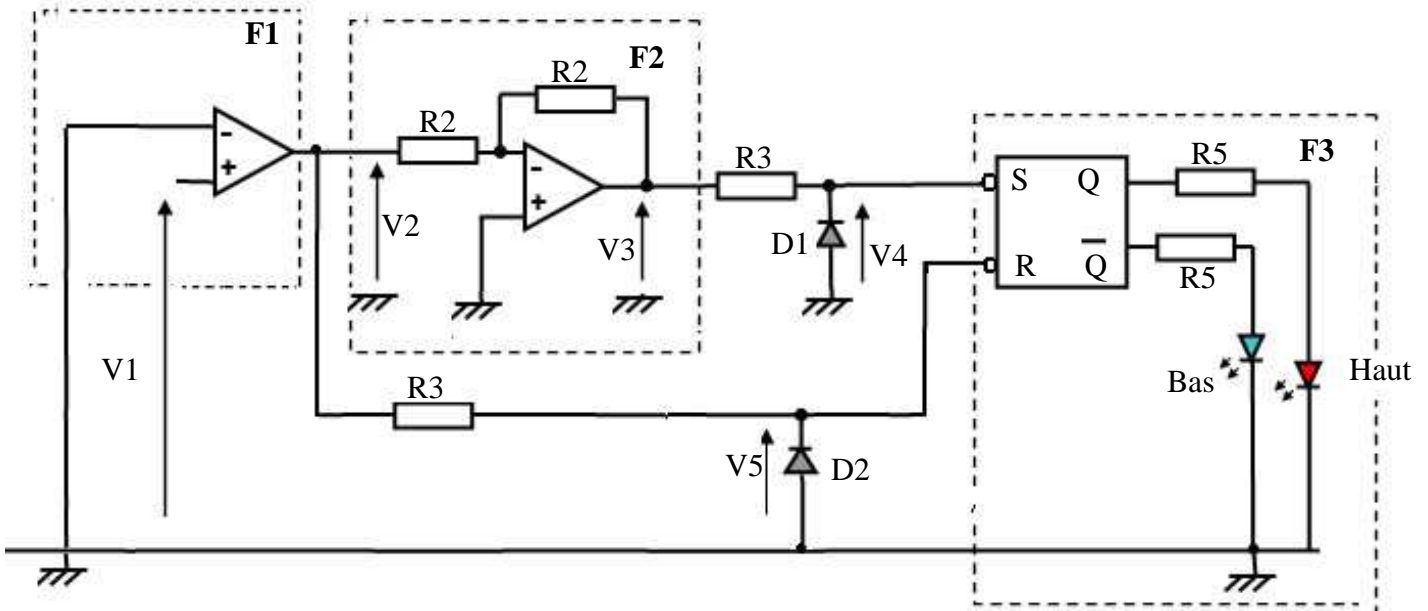 F1
F2
R2
R2
-
+
-
+
V2
V3
R3
D1
V4
F3
S
Q
R5
R
Q̅
R5
V1
R3
V5
D2
Bas
Haut